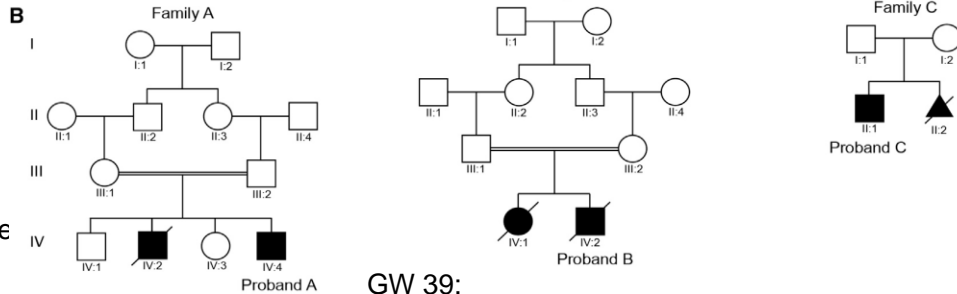 B
Family A
I
I:1
I:2
II
II:1
II:2
II:3
II:4
III
III:1
III:2
IV
IV:1
IV:2
IV:3
IV:4
Proband A
e
I:1
I:2
II:1
II:2
II:3
II:4
III:1
III:2
IV:1
IV:2
Proband B
GW 39:
Family C
I:1
I:2
II:1
II:2
Proband C